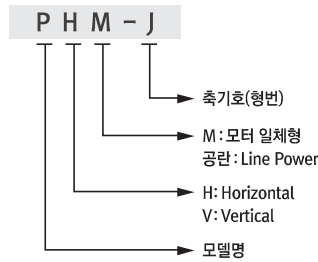 PHM-J
축기호(형번)
M : 모터 일체형
공란 : Line Power
H: Horizontal
V : Vertical
모델명